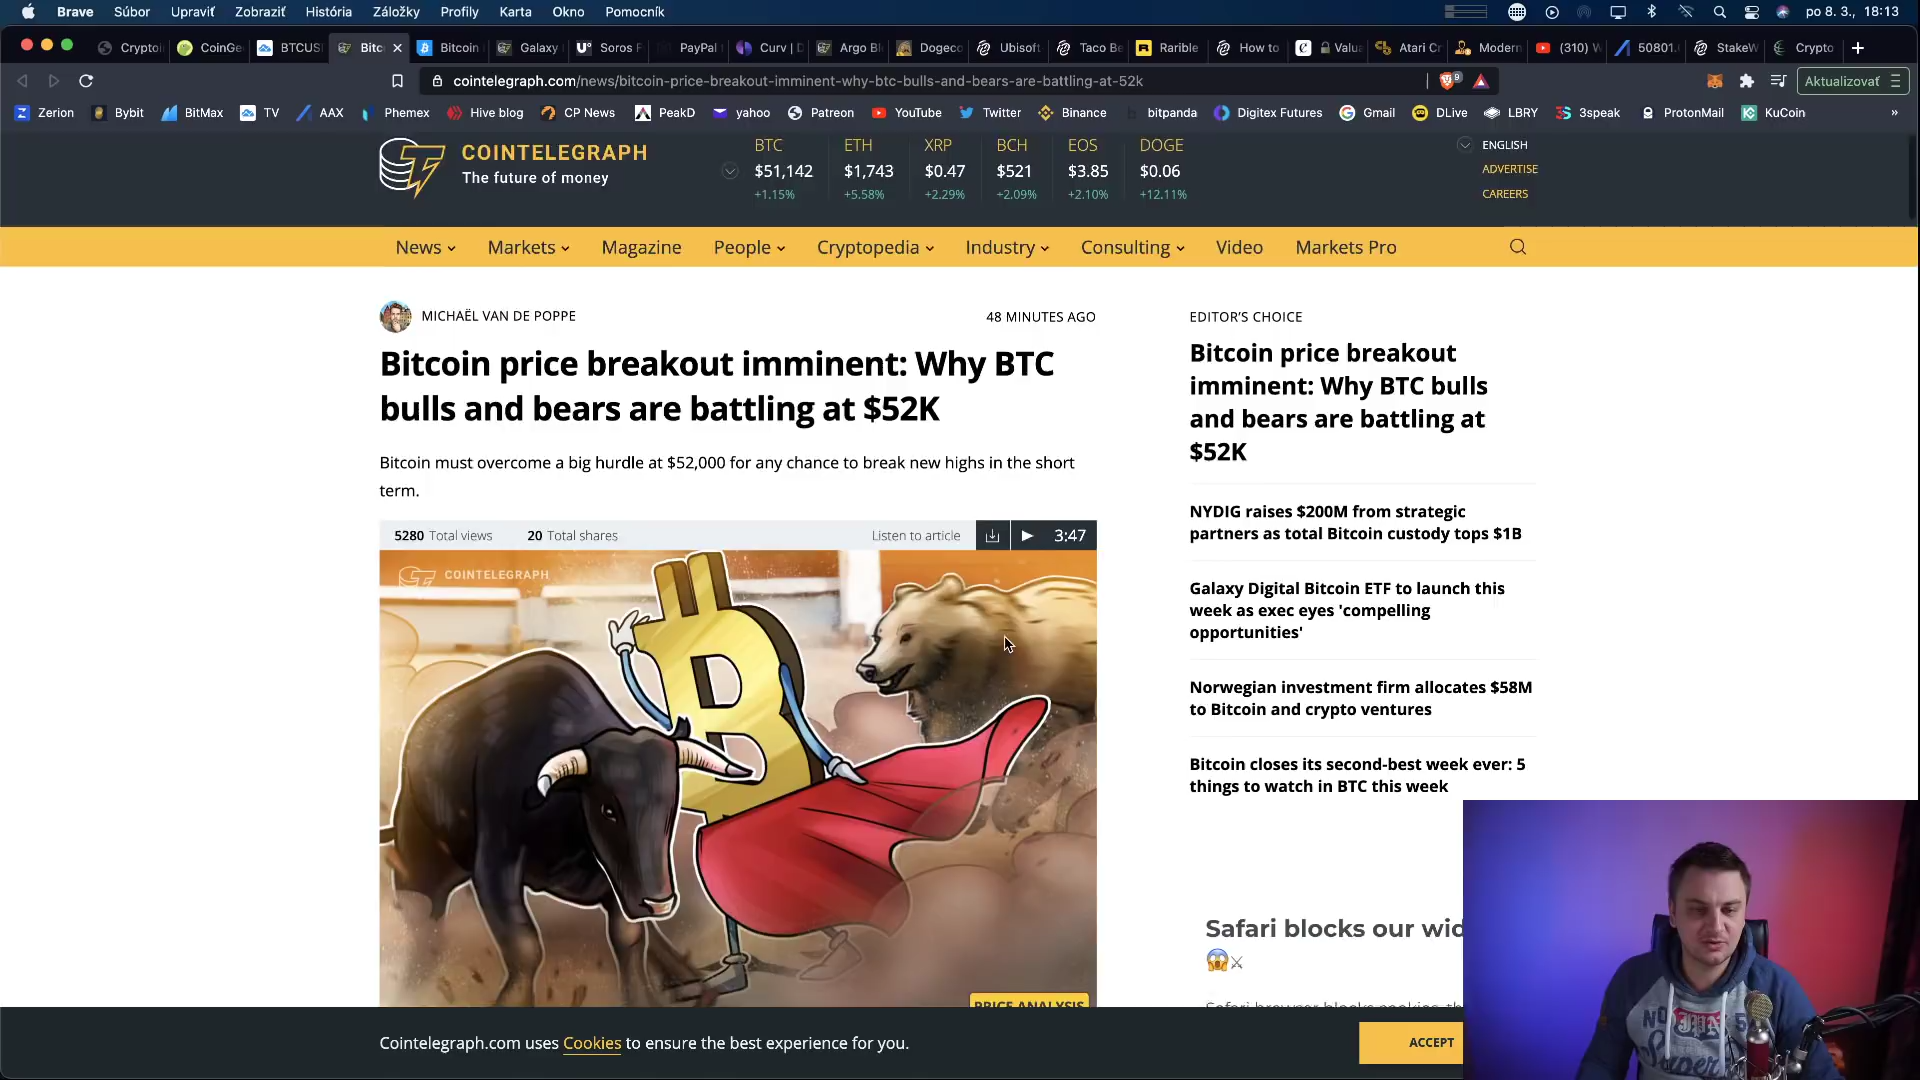 Brave Súbor Upraviť Zobraziť História Záložky Profily Karta Okno Pomocník po 8. 3., 18:13
CoinGe BTCUS Bitc Bitcoin Galaxy Soros F PayPal Curv | D Argo Bl Dogeco Ubisoft Taco Be Rarible How to Valu Atari Cr Modern (310) 50801. StakeW Crypto
cointelegraph.com/news/bitcoin-price-breakout-imminent-why-btc-bulls-and-bears-are-battling-at-52k Aktualizovať
Zerion Bybit BitMax TV AAX Phemex Hive blog CP News PeakD yahoo Patreon YouTube Twitter Binance bitpanda Digitex Futures Gmail DLive LBRY 3speak ProtonMail KuCoin »
COINTELEGRAPH
The future of money
BTC ETH XRP BCH EOS DOGE
$51,142 $1,743 $0.47 $521 $3.85 $0.06
+1.15% +5.58% +2.29% +2.09% +2.10% +12.11%
ENGLISH
ADVERTISE
CAREERS
News Markets Magazine People Cryptopedia Industry Consulting Video Markets Pro
MICHAËL VAN DE POPPE 48 MINUTES AGO
Bitcoin price breakout imminent: Why BTC
bulls and bears are battling at $52K
Bitcoin must overcome a big hurdle at $52,000 for any chance to break new highs in the short
term.
5280 Total views 20 Total shares Listen to article 3:47
COINTELEGRAPH
PRICE ANALYSIS
EDITOR'S CHOICE
Bitcoin price breakout
imminent: Why BTC bulls
and bears are battling at
$52K
NYDIG raises $200M from strategic
partners as total Bitcoin custody tops $1B
Galaxy Digital Bitcoin ETF to launch this
week as exec eyes 'compelling
opportunities'
Norwegian investment firm allocates $58M
to Bitcoin and crypto ventures
Bitcoin closes its second-best week ever: 5
things to watch in BTC this week
Safari blocks our wid
Cointelegraph.com uses Cookies to ensure the best experience for you.
ACCEPT